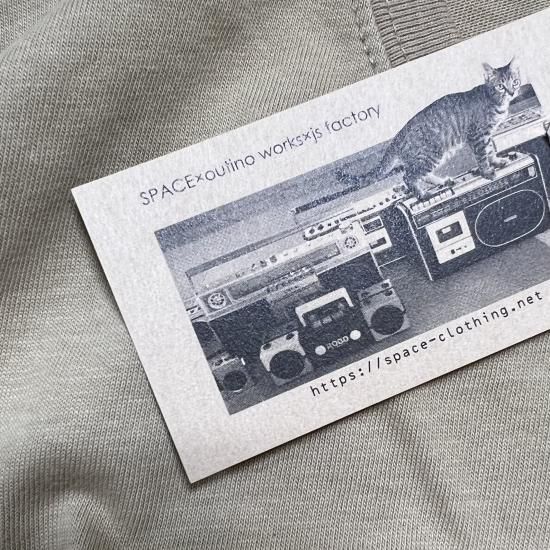 SPACE×outino works×js factory
https://space-clothing.net